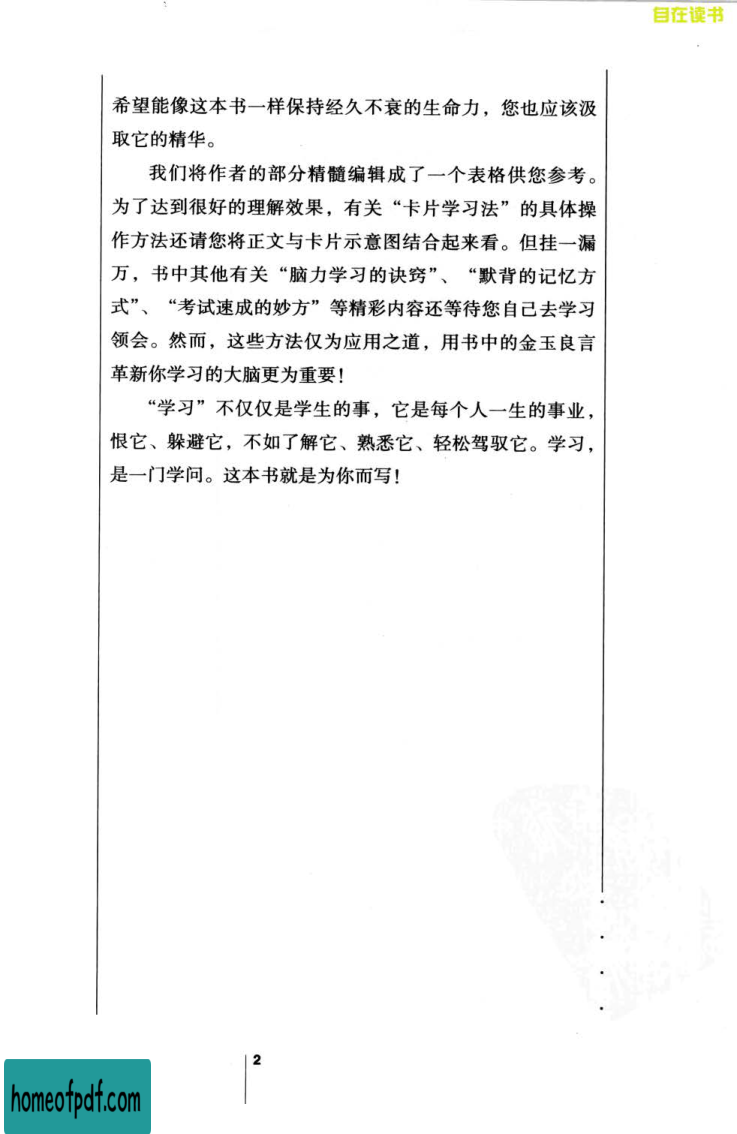 自在读书
希望能像这本书一样保持经久不衰的生命力，您也应该汲
取它的精华。
我们将作者的部分精髓编辑成了一个表格供您参考。
为了达到很好的理解效果，有关“卡片学习法”的具体操
作方法还请您将正文与卡片示意图结合起来看。但挂一漏
万，书中其他有关“脑力学习的诀窍”、“默背的记忆方
式”、“考试速成的妙方”等精彩内容还等待您自己去学习
领会。然而，这些方法仅为应用之道，用书中的金玉良言
革新你学习的大脑更为重要！
“学习”不仅仅是学生的事，它是每个人一生的事业，
恨它、躲避它，不如了解它、熟悉它、轻松驾驭它。学习，
是一门学问。这本书就是为你而写！
2
homeofpdf.com